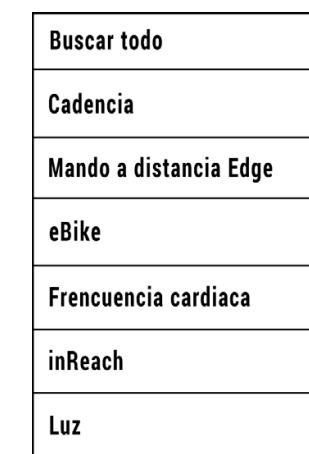 Buscar todo
Cadencia
Mando a distancia Edge
eBike
Frencuencia cardiaca
inReach
Luz